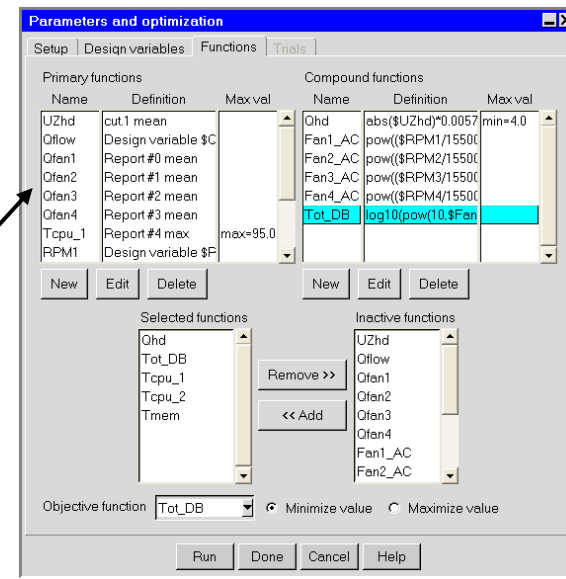 Parameters and optimization
Setup Design variables Functions Trials
Primary functions Compound functions
Name Definition Max val Name Definition Max val
UZhd cut.1 mean Qhd abs($UZhd)*0.0057 min=4.0
Qflow Design variable $C Fan1_AC pow(($RPM1/1550(
Qfan1 Report #0 mean Fan2_AC pow(($RPM2/1550(
Qfan2 Report #1 mean Fan3_AC pow(($RPM3/1550(
Qfan3 Report #2 mean Fan4_AC pow(($RPM4/1550(
Qfan4 Report #3 mean Tot_DB log10(pow(10,$Fan
Tcpu_1 Report #4 max max=95.0
RPM1 Design variable $F
New Edit Delete New Edit Delete
Selected functions Inactive functions
Qhd UZhd
Tot_DB Qflow
Tcpu_1 Qfan1
Tcpu_2 Qfan2
Tmem Qfan3
Qfan4
Fan1_AC
Fan2_AC
Remove >>
<< Add
Objective function Tot_DB Minimize value Maximize value
Run Done Cancel Help